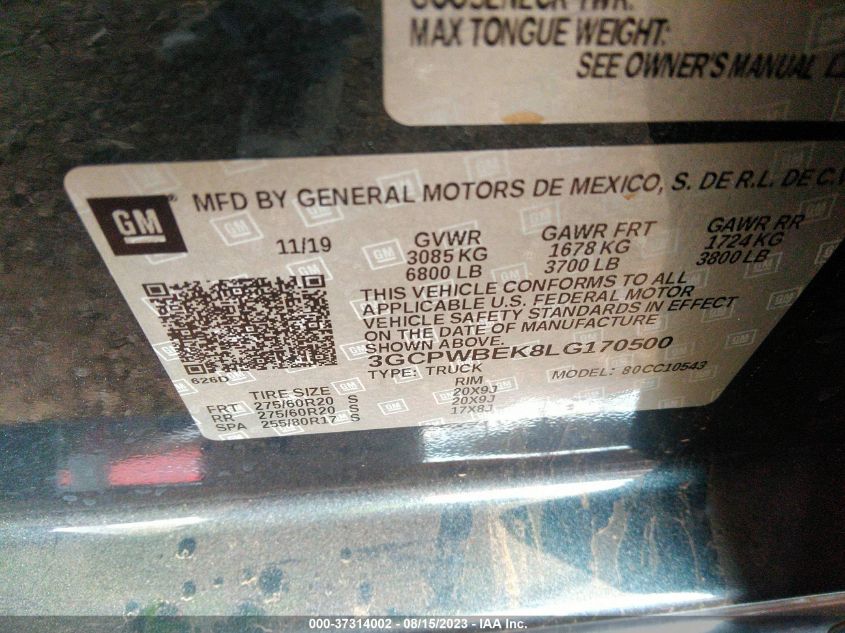 MAX TONGUE WEIGHT:
SEE OWNER'S MANUAL
GM
MFD BY GENERAL MOTORS DE MEXICO, S. DE R.L. DE C.V
11/19
GVWR GAWR FRT GAWR RR
3085 KG 1678 KG 1724 KG
6800 LB 3700 LB 3800 LB
THIS VEHICLE CONFORMS TO ALL
APPLICABLE U.S. FEDERAL MOTOR
VEHICLE SAFETY STANDARDS IN EFFECT
ON THE DATE OF MANUFACTURE
SHOWN ABOVE.
3GCPWBEK8LG170500
626D TYPE: TRUCK MODEL: 80CC10543
TIRE SIZE RIM
FRT 275/60R20 S 20X9J
RR 275/60R20 S 20X9J
SPA 255/80R17 S 17X8J
000-37314002 - 08/15/2023 - IAA Inc.